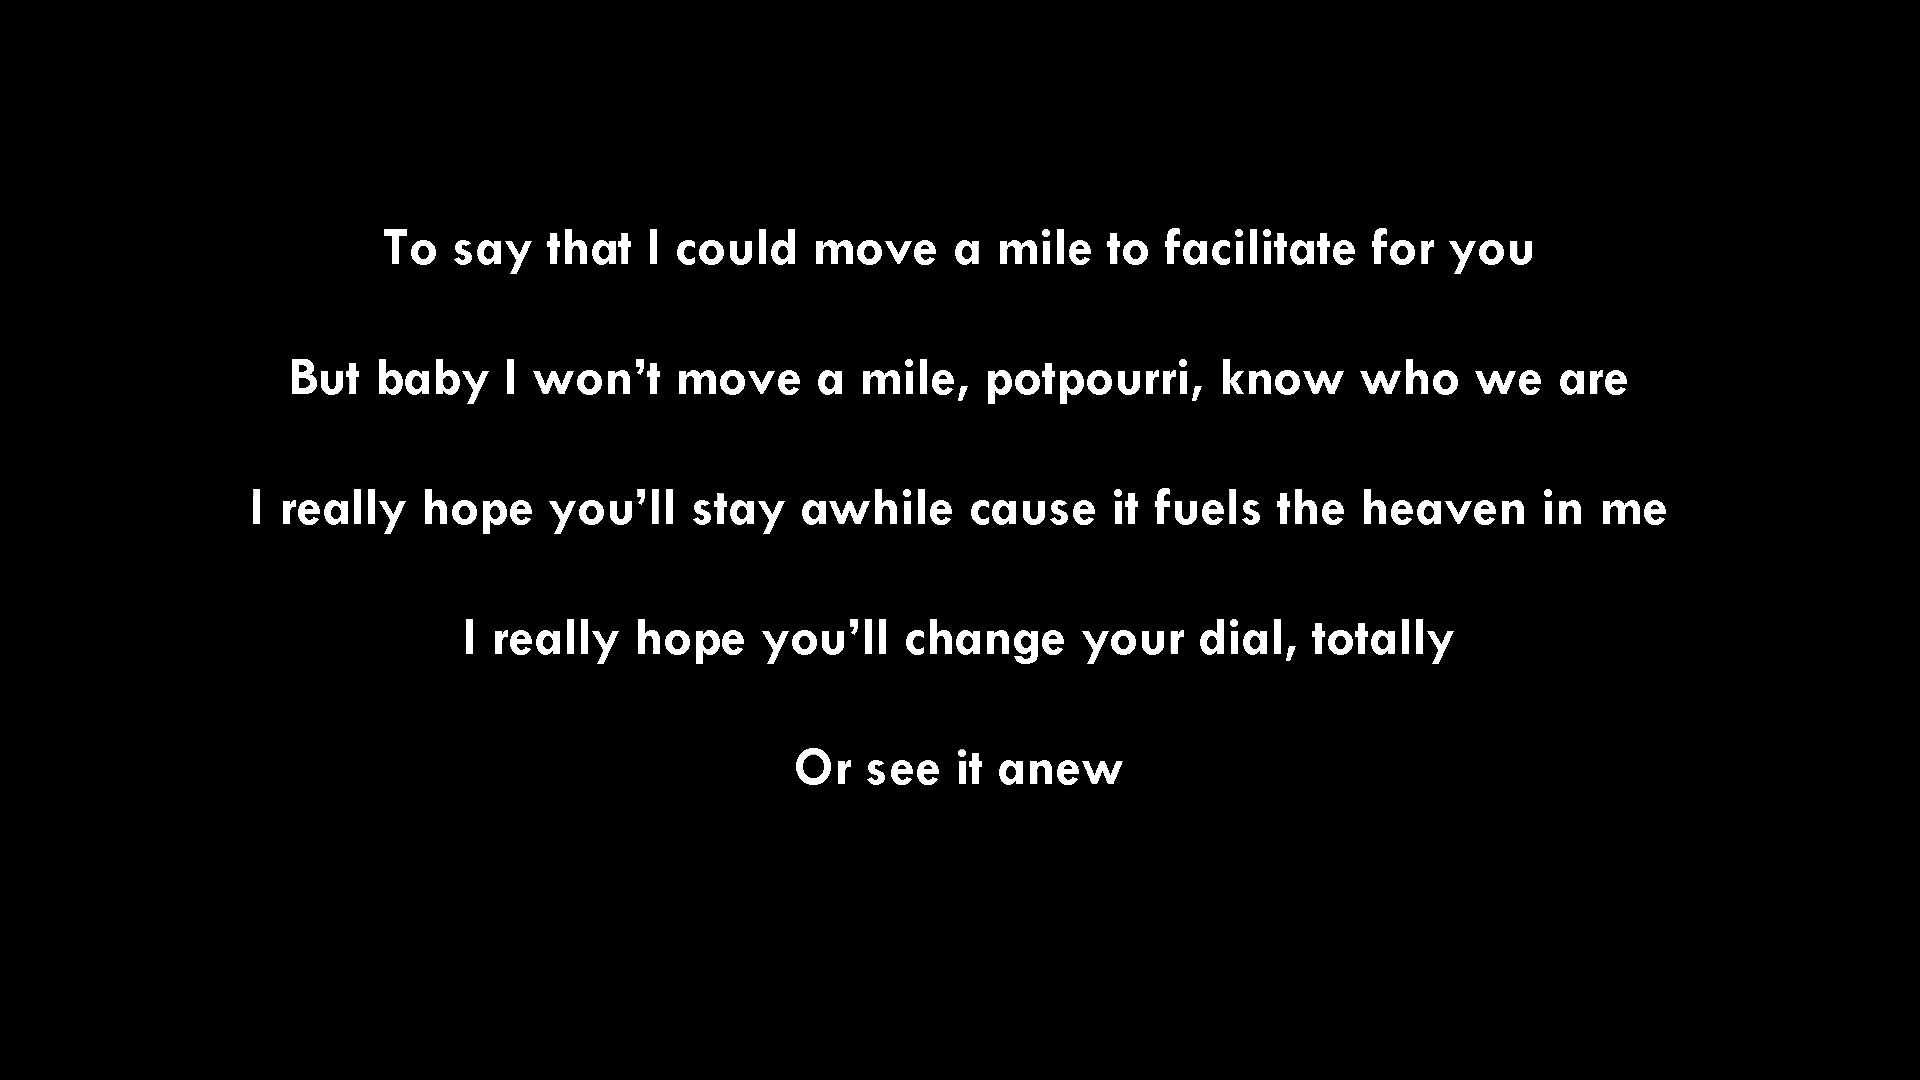 To say that I could move a mile to facilitate for you
But baby I won’t move a mile, potpourri, know who we are
I really hope you’ll stay awhile cause it fuels the heaven in me
I really hope you’ll change your dial, totally
Or see it anew